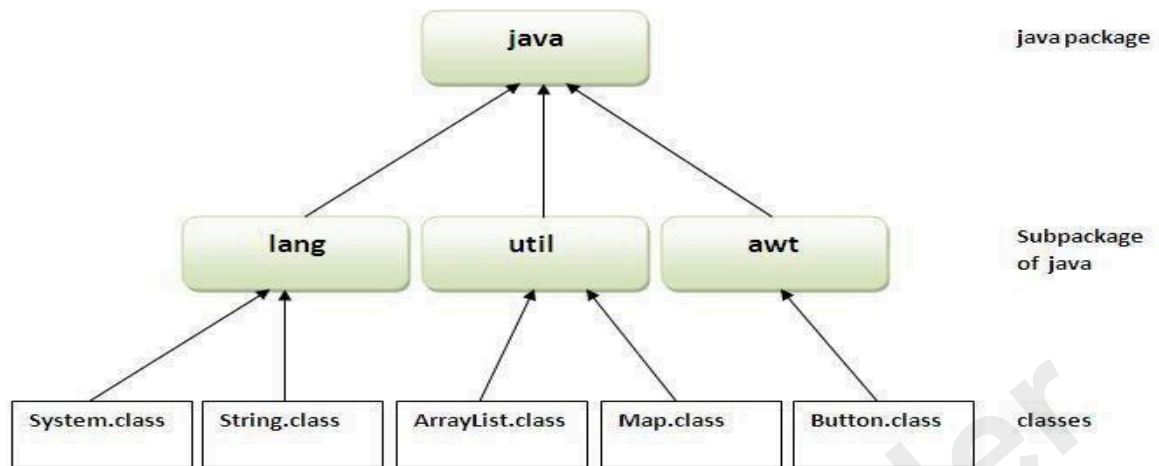 java
java package
lang
util
awt
Subpackage
of java
System.class
String.class
ArrayList.class
Map.class
Button.class
classes